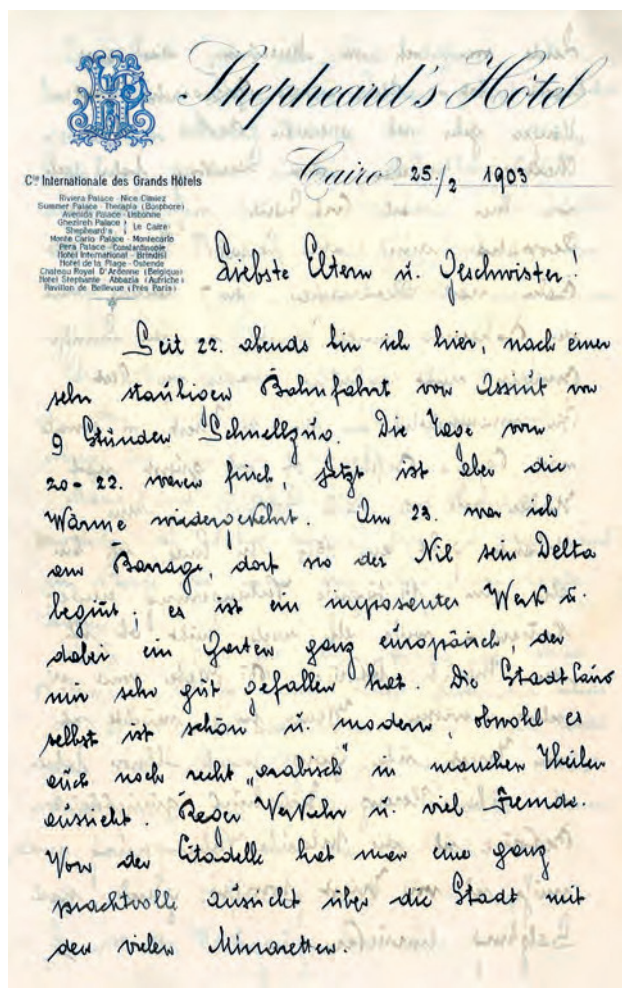 Shepheard's Hôtel
Cairo 25./2 1903
Cie Internationale des Grands Hôtels
Riviera Palace - Nice Cimiez
Summer Palace - Therapia (Bosphore)
Avenida Palace - Lisbonne
Ghezireh Palace
Shepheard's } Le Caire
Monte Carlo Palace - Montecarlo
Pera Palace - Constantinople
Hotel International - Brindisi
Hotel de la Plage - Ostende
Chateau Royal D'Ardenne (Belgique)
Hotel Stephanie - Abbazia (Autriche)
Pavillon de Bellevue (Près Paris)
Liebste Eltern u. Geschwister!
Seit 22. abends bin ich hier, nach einer
sehr staubigen Bahnfahrt von Assiut von
9 Stunden Schnellzug. Die Tage vom
20-22. waren frisch, jetzt ist aber die
Wärme wiedergekehrt. Am 23. war ich
am Barrage, dort wo der Nil sein Delta
begint; es ist ein imposantes Werk u.
dabei ein Garten ganz europäisch, der
mir sehr gut gefallen hat. Die Stadt Cairo
selbst ist schön u. modern, obwohl es
auch noch recht „arabisch" in manchen Theilen
aussieht. Reger Verkehr u. viel Fremde.
Von der Citadelle hat man eine ganz
prachtvolle Aussicht über die Stadt mit
den vielen Minaretten.